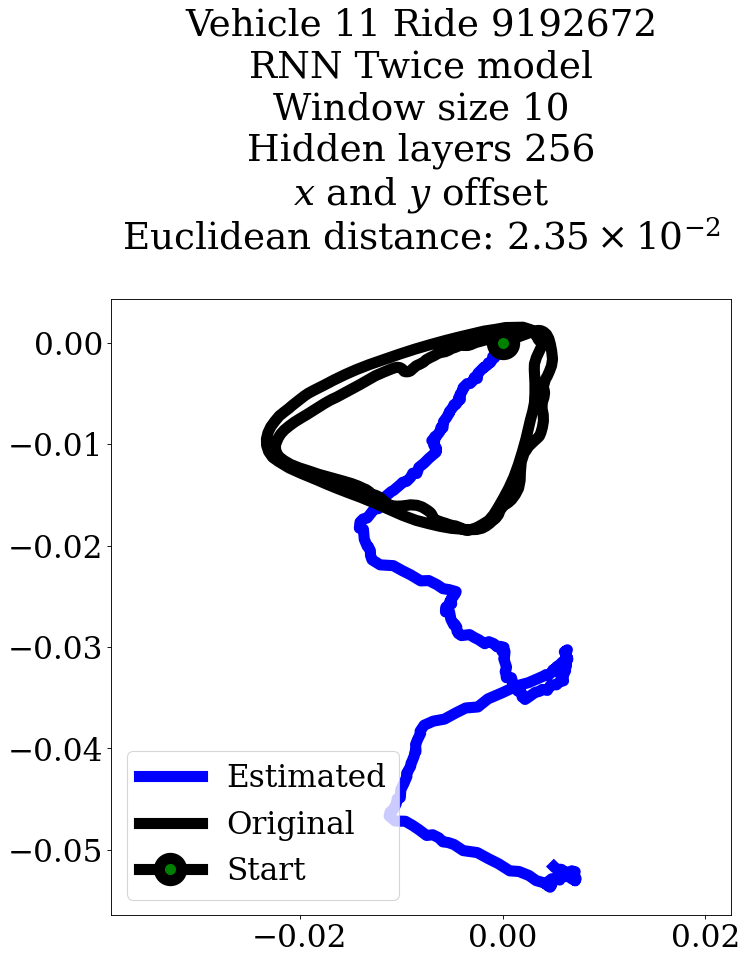 Vehicle 11 Ride 9192672
RNN Twice model
Window size 10
Hidden layers 256
x and y offset
Euclidean distance: 2.35 × 10⁻²
0.00
−0.01
−0.02
−0.03
−0.04
−0.05
Estimated
Original
Start
−0.02 0.00 0.02